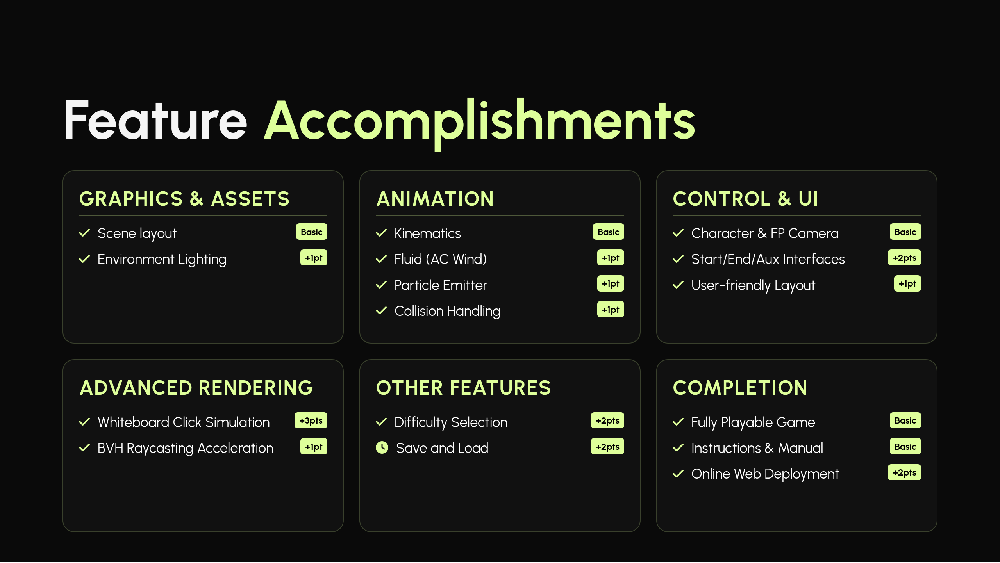 Feature Accomplishments
GRAPHICS & ASSETS
Scene layout Basic
Environment Lighting +1pt
ANIMATION
Kinematics Basic
Fluid (AC Wind) +1pt
Particle Emitter +1pt
Collision Handling +1pt
CONTROL & UI
Character & FP Camera Basic
Start/End/Aux Interfaces +2pts
User-friendly Layout +1pt
ADVANCED RENDERING
Whiteboard Click Simulation +3pts
BVH Raycasting Acceleration +1pt
OTHER FEATURES
Difficulty Selection +2pts
Save and Load +2pts
COMPLETION
Fully Playable Game Basic
Instructions & Manual Basic
Online Web Deployment +2pts